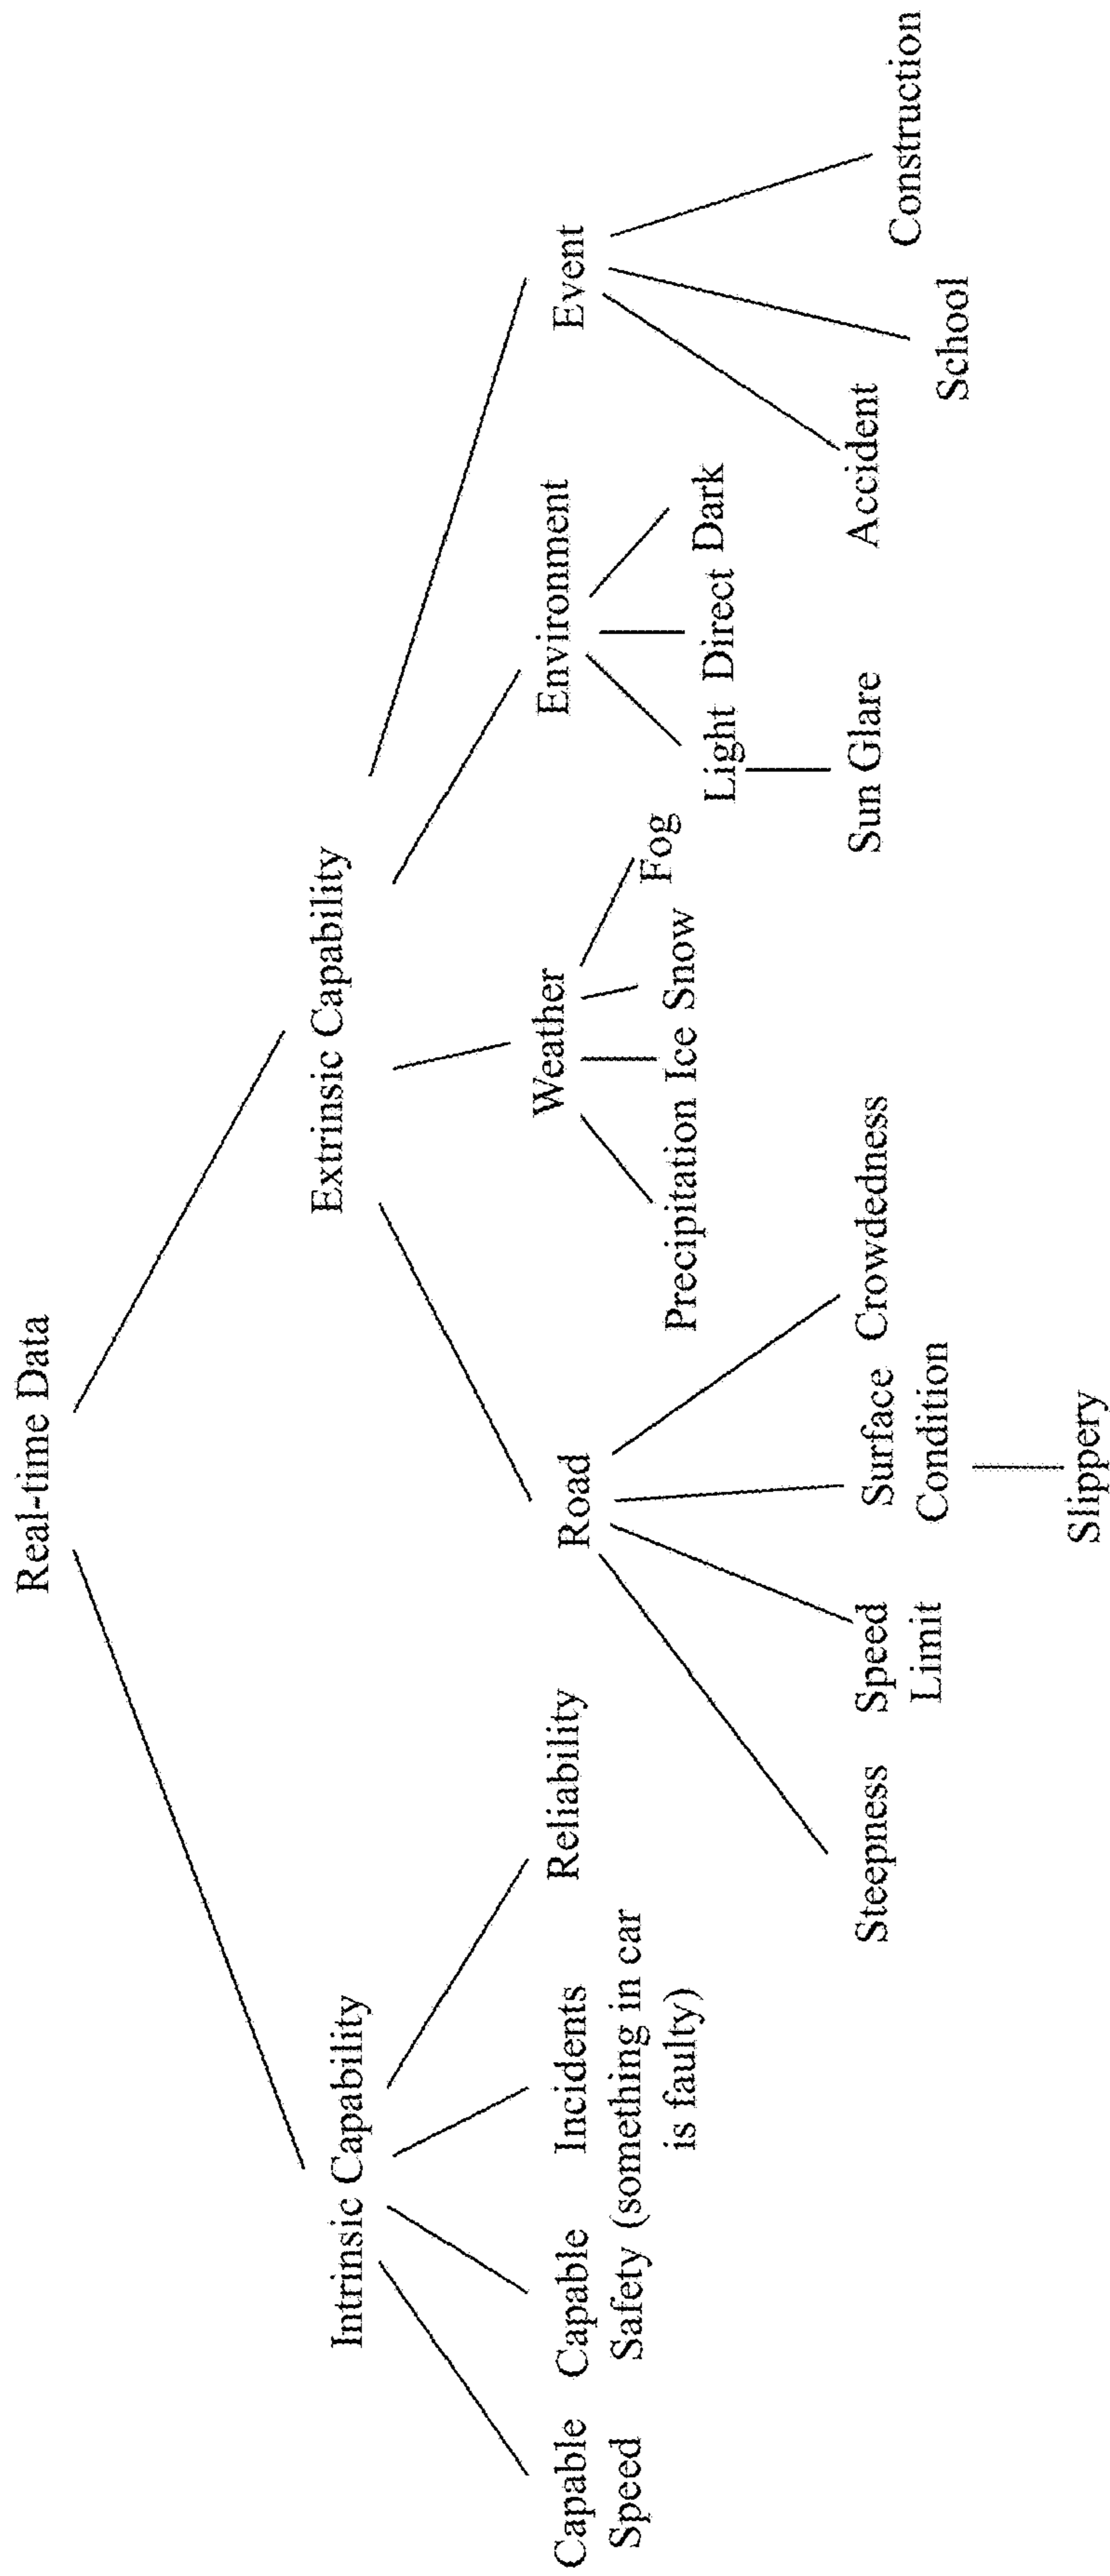 Real-time Data
Intrinsic Capability
Extrinsic Capability
Capable
Speed
Capable
Safety
Incidents
(something in car
is faulty)
Reliability
Road
Weather
Environment
Event
Steepness
Speed
Limit
Surface
Condition
Crowdedness
Slippery
Precipitation
Ice
Snow
Fog
Light
Direct
Dark
Sun Glare
Accident
School
Construction